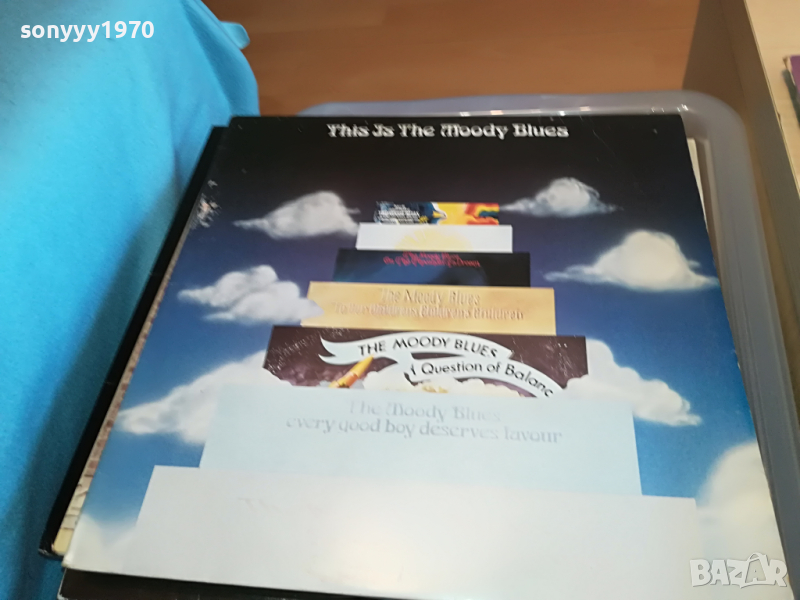 sonyyy1970
This Is The Moody Blues
The Moody Blues
THE MOODY BLUES
A Question of Balanc
The Moody Blues
every good boy deserves favour
BAZAR